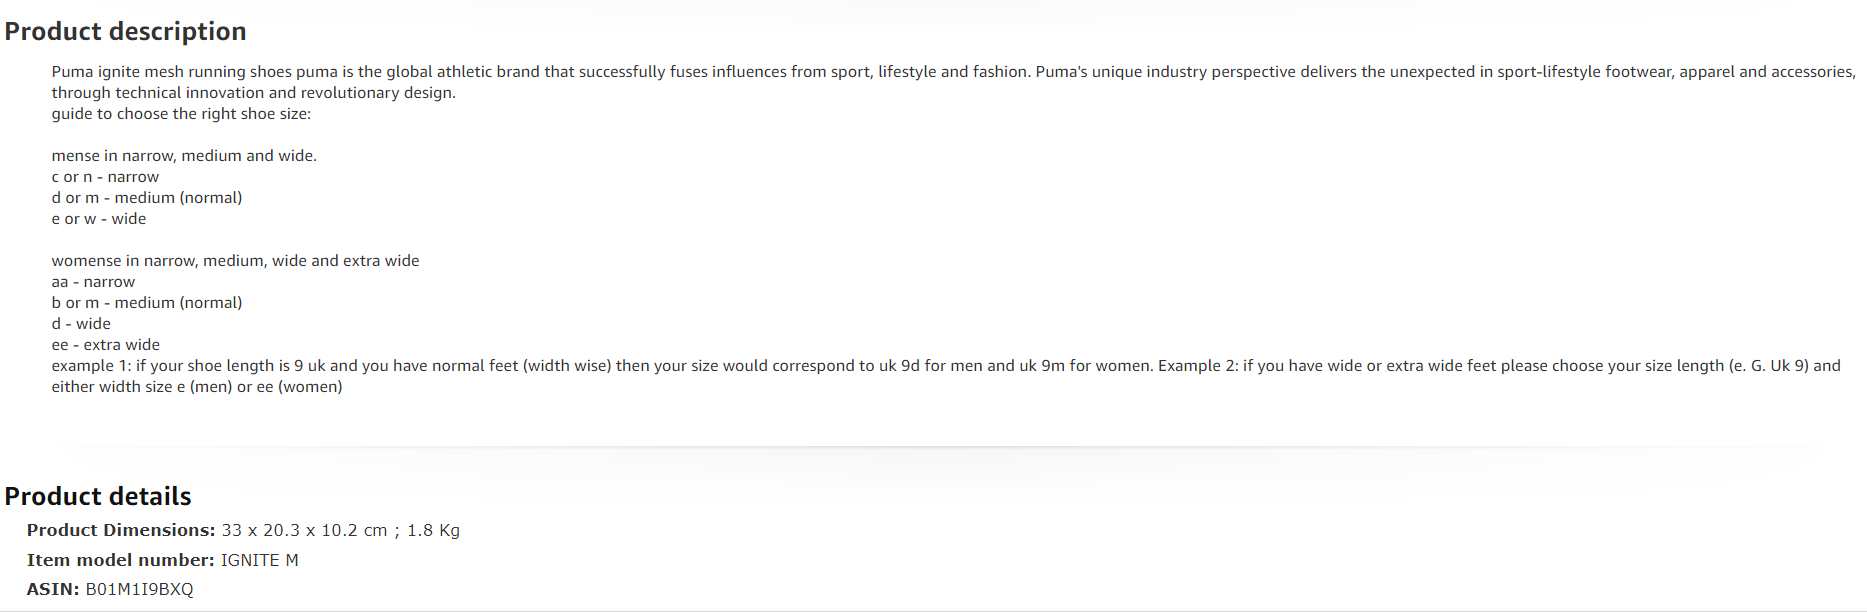 Product description
Puma ignite mesh running shoes puma is the global athletic brand that successfully fuses influences from sport, lifestyle and fashion. Puma's unique industry perspective delivers the unexpected in sport-lifestyle footwear, apparel and accessories,
through technical innovation and revolutionary design.
guide to choose the right shoe size:
mense in narrow, medium and wide.
c or n - narrow
d or m - medium (normal)
e or w - wide
womense in narrow, medium, wide and extra wide
aa - narrow
b or m - medium (normal)
d - wide
ee - extra wide
example 1: if your shoe length is 9 uk and you have normal feet (width wise) then your size would correspond to uk 9d for men and uk 9m for women. Example 2: if you have wide or extra wide feet please choose your size length (e. G. Uk 9) and
either width size e (men) or ee (women)
Product details
Product Dimensions: 33 x 20.3 x 10.2 cm ; 1.8 Kg
Item model number: IGNITE M
ASIN: B01M1I9BXQ